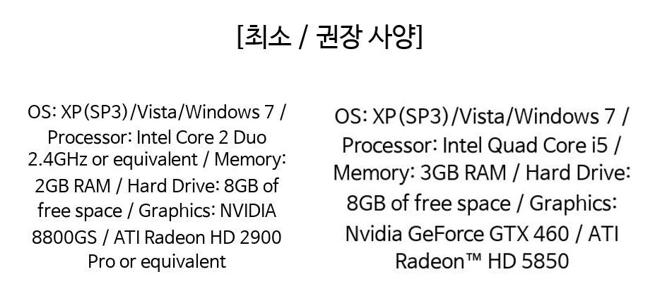 [최소 / 권장 사양]
OS: XP(SP3)/Vista/Windows 7 /
Processor: Intel Core 2 Duo
2.4GHz or equivalent / Memory:
2GB RAM / Hard Drive: 8GB of
free space / Graphics: NVIDIA
8800GS / ATI Radeon HD 2900
Pro or equivalent
OS: XP(SP3)/Vista/Windows 7 /
Processor: Intel Quad Core i5 /
Memory: 3GB RAM / Hard Drive:
8GB of free space / Graphics:
Nvidia GeForce GTX 460 / ATI
Radeon™ HD 5850